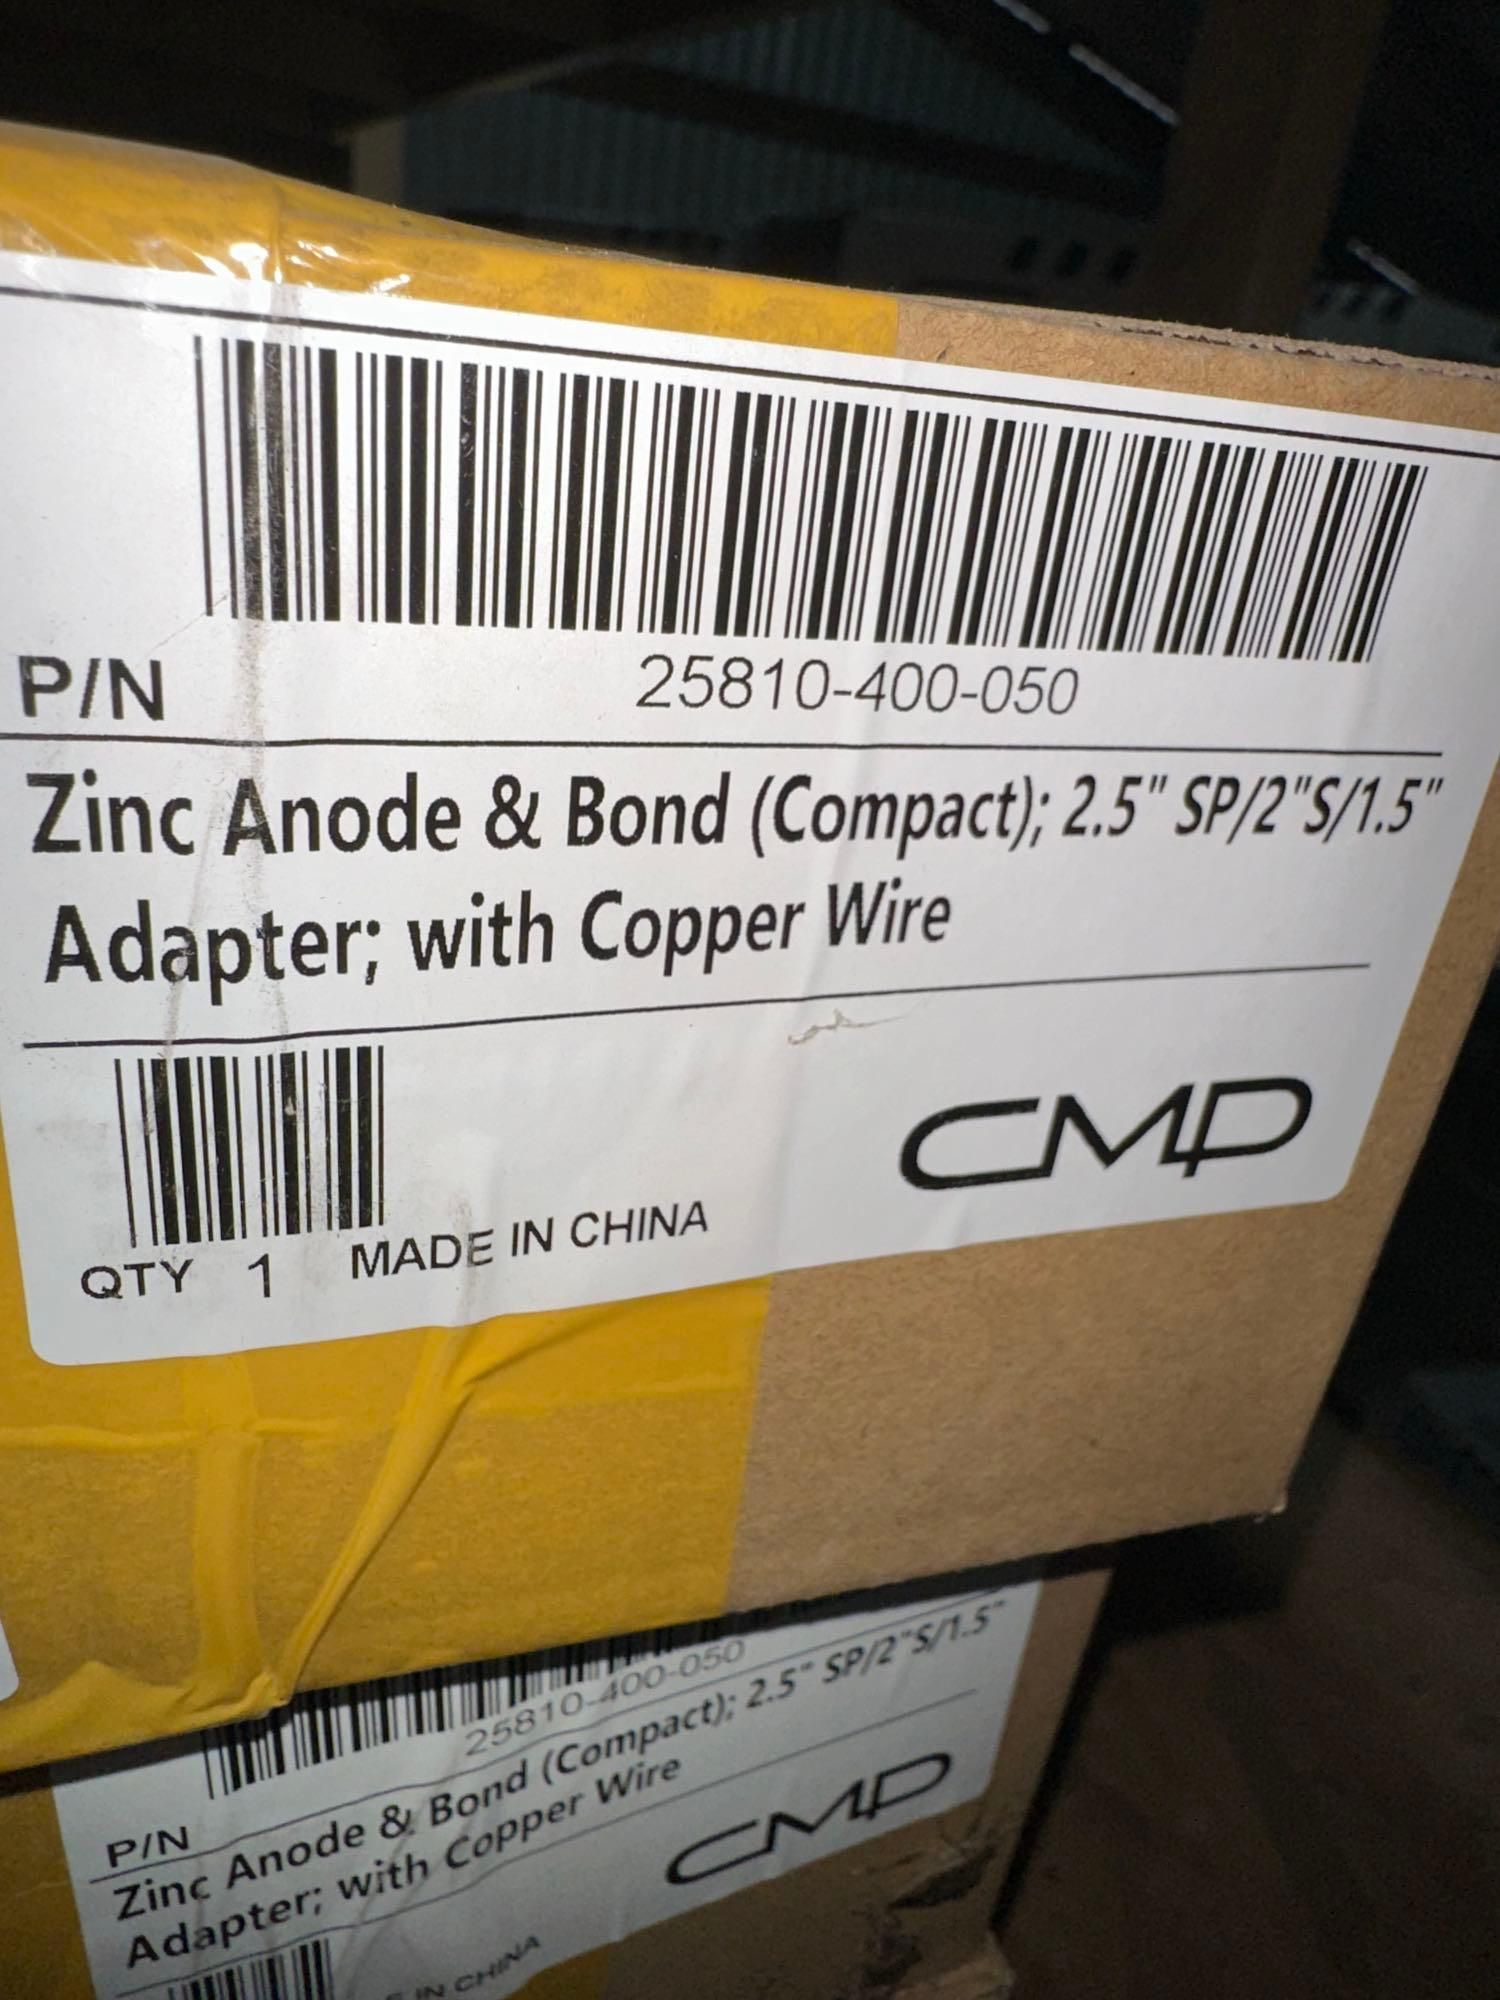 P/N 25810-400-050
Zinc Anode & Bond (Compact); 2.5" SP/2"S/1.5"
Adapter; with Copper Wire
QTY 1 MADE IN CHINA
CMP
25810-400-050
P/N
Zinc Anode & Bond (Compact); 2.5" SP/2"S/1.5"
Adapter; with Copper Wire
CMP
IN CHINA